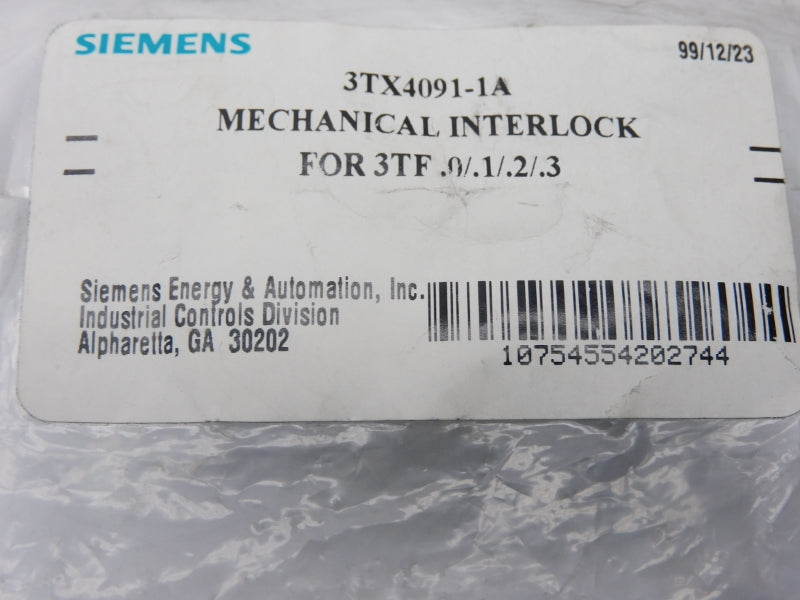 SIEMENS
99/12/23
3TX4091-1A
MECHANICAL INTERLOCK
FOR 3TF .0/.1/.2/.3
Siemens Energy & Automation, Inc.
Industrial Controls Division
Alpharetta, GA 30202
10754554202744